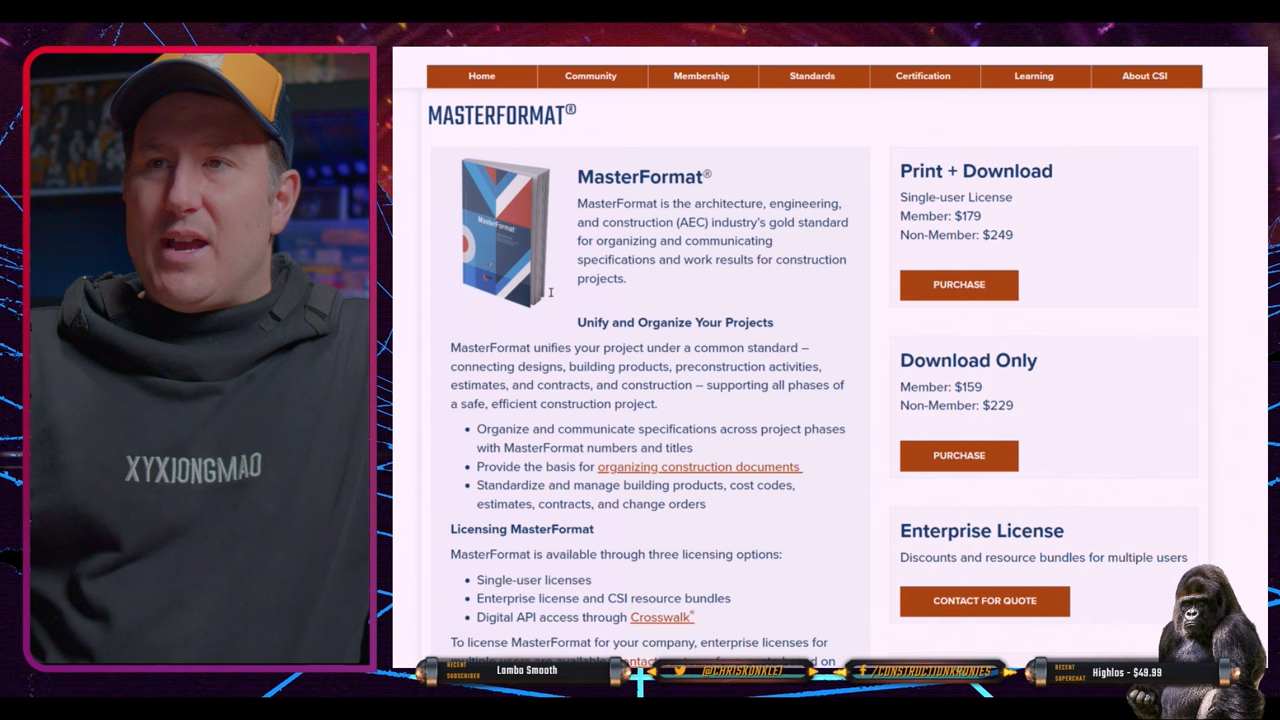 Home
Community
Membership
Standards
Certification
Learning
About CSI
MASTERFORMAT®
MasterFormat
MasterFormat®
MasterFormat is the architecture, engineering,
and construction (AEC) industry's gold standard
for organizing and communicating
specifications and work results for construction
projects.
Unify and Organize Your Projects
MasterFormat unifies your project under a common standard –
connecting designs, building products, preconstruction activities,
estimates, and contracts, and construction – supporting all phases of
a safe, efficient construction project.
• Organize and communicate specifications across project phases
with MasterFormat numbers and titles
• Provide the basis for organizing construction documents
• Standardize and manage building products, cost codes,
estimates, contracts, and change orders
Licensing MasterFormat
MasterFormat is available through three licensing options:
• Single-user licenses
• Enterprise license and CSI resource bundles
• Digital API access through Crosswalk®
To license MasterFormat for your company, enterprise licenses for
Print + Download
Single-user License
Member: $179
Non-Member: $249
PURCHASE
Download Only
Member: $159
Non-Member: $229
PURCHASE
Enterprise License
Discounts and resource bundles for multiple users
CONTACT FOR QUOTE
XYXIONGMAO
RECENT
SUBSCRIBER
Lambo Smooth
@CHRISKONKLE1
/CONSTRUCTIONKRONIES
RECENT
SUPERCHAT
Highlos - $49.99